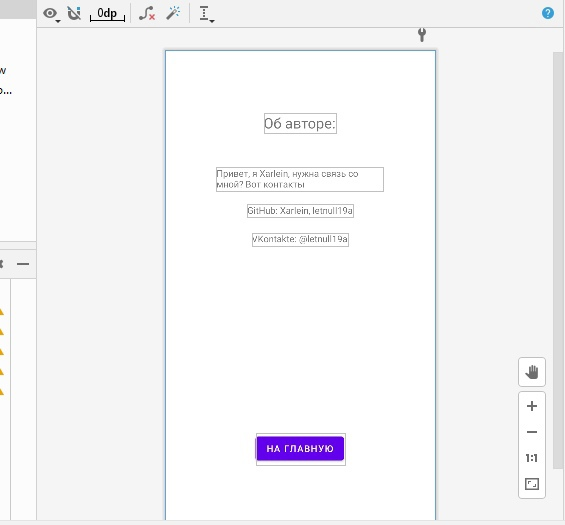 0dp
w
o...
Об авторе:
Привет, я Xarlein, нужна связь со
мной? Вот контакты
GitHub: Xarlein, letnull19a
VKontakte: @letnull19a
НА ГЛАВНУЮ
1:1